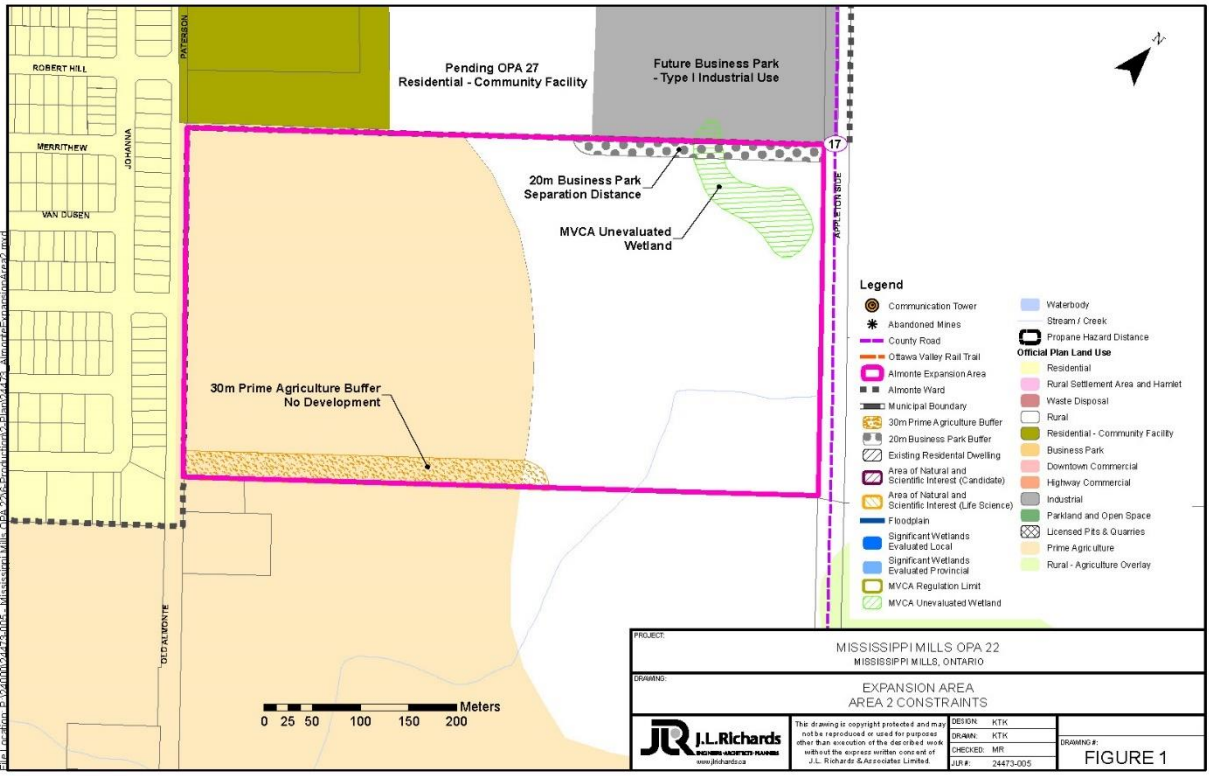 PATERSON
ROBERT HILL
JOHANNA
MERRITHEW
VAN DUSEN
OLD ALMONTE
Pending OPA 27
Residential - Community Facility
Future Business Park
- Type I Industrial Use
N
17
APPLETON SIDE
20m Business Park
Separation Distance
MVCA Unevaluated
Wetland
30m Prime Agriculture Buffer
No Development
Legend
Communication Tower
Abandoned Mines
County Road
Ottawa Valley Rail Trail
Almonte Expansion Area
Almonte Ward
Municipal Boundary
30m Prime Agriculture Buffer
20m Business Park Buffer
Existing Residential Dwelling
Area of Natural and
Scientific Interest (Candidate)
Area of Natural and
Scientific Interest (Life Science)
Floodplain
Significant Wetlands
Evaluated Local
Significant Wetlands
Evaluated Provincial
MVCA Regulation Limit
MVCA Unevaluated Wetland
Waterbody
Stream / Creek
Propane Hazard Distance
Official Plan Land Use
Residential
Rural Settlement Area and Hamlet
Waste Disposal
Rural
Residential - Community Facility
Business Park
Downtown Commercial
Highway Commercial
Industrial
Parkland and Open Space
Licensed Pits & Quarries
Prime Agriculture
Rural - Agriculture Overlay
0 25 50 100 150 200
Meters
PROJECT:
MISSISSIPPI MILLS OPA 22
MISSISSIPPI MILLS, ONTARIO
DRAWING:
EXPANSION AREA
AREA 2 CONSTRAINTS
JLR J.L.Richards
ENGINEERS · ARCHITECTS · PLANNERS
www.jlrichards.ca
This drawing is copyright protected and may
not be reproduced or used for purposes
other than execution of the described work
without the express written consent of
J.L. Richards & Associates Limited.
DESIGN: KTK
DRAWN: KTK
CHECKED: MR
JLR #: 24473-005
DRAWING #:
FIGURE 1